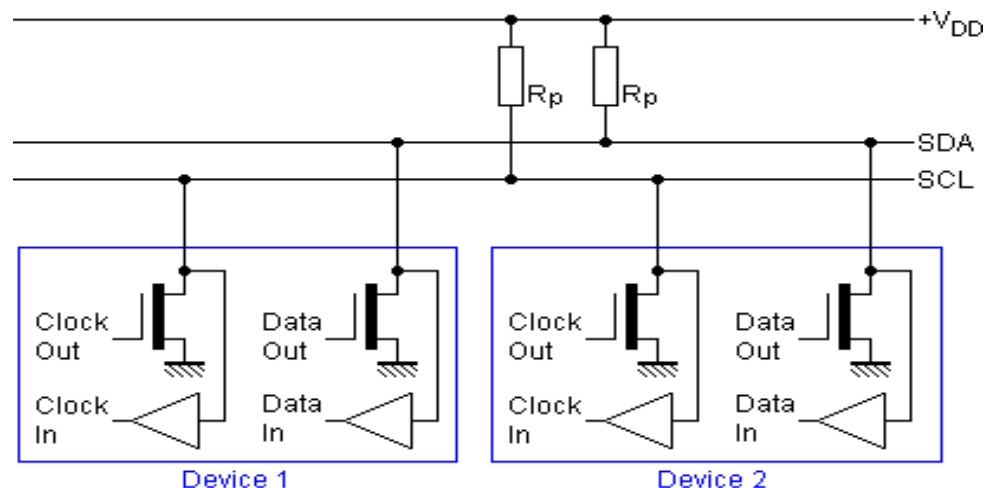 +VDD
Rp
Rp
SDA
SCL
Clock
Out
Data
Out
Clock
Out
Data
Out
Clock
In
Data
In
Clock
In
Data
In
Device 1
Device 2